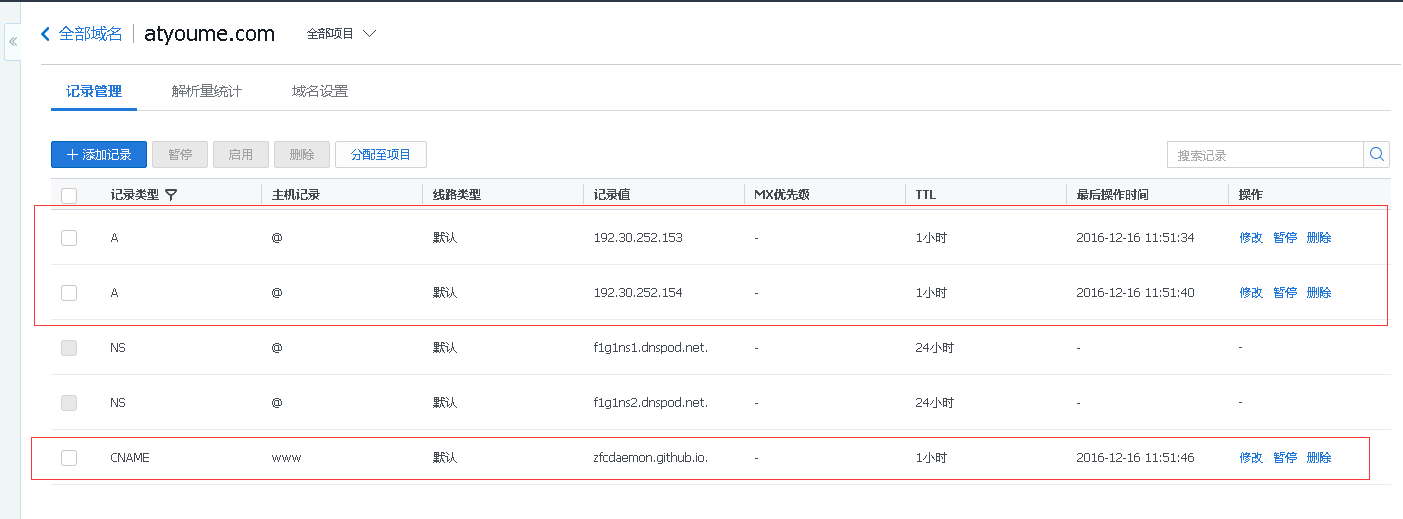 «
全部域名 atyoume.com 全部项目
记录管理 解析量统计 域名设置
+ 添加记录 暂停 启用 删除 分配至项目 搜索记录
记录类型 主机记录 线路类型 记录值 MX优先级 TTL 最后操作时间 操作
A @ 默认 192.30.252.153 - 1小时 2016-12-16 11:51:34 修改 暂停 删除
A @ 默认 192.30.252.154 - 1小时 2016-12-16 11:51:40 修改 暂停 删除
NS @ 默认 f1g1ns1.dnspod.net. - 24小时 - -
NS @ 默认 f1g1ns2.dnspod.net. - 24小时 - -
CNAME www 默认 zfcdaemon.github.io. - 1小时 2016-12-16 11:51:46 修改 暂停 删除